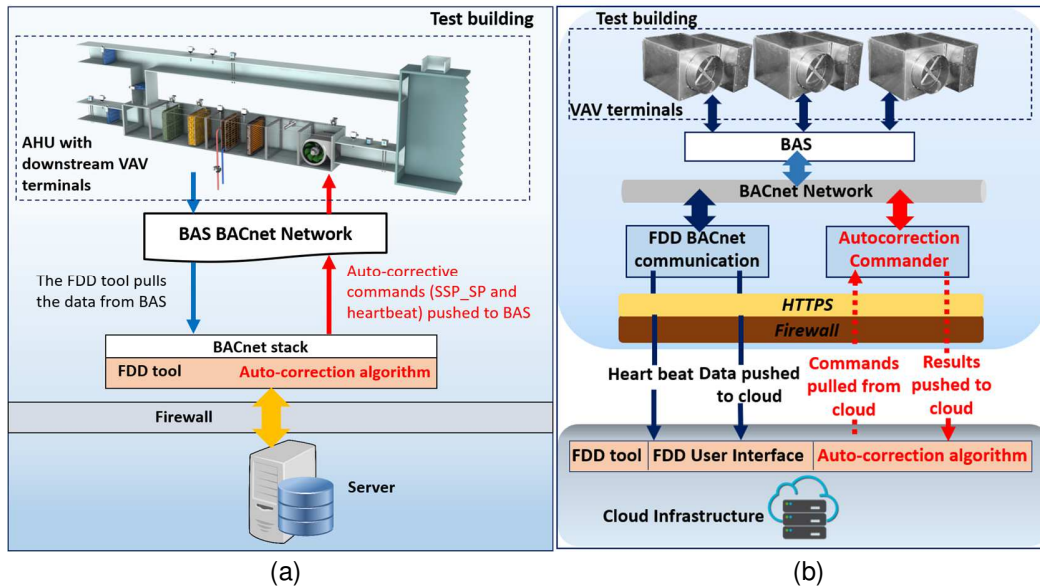 Test building
AHU with
downstream VAV
terminals
BAS BACnet Network
The FDD tool pulls
the data from BAS
Auto-corrective
commands (SSP_SP and
heartbeat) pushed to BAS
BACnet stack
FDD tool
Auto-correction algorithm
Firewall
Server
(a)
Test building
VAV terminals
BAS
BACnet Network
FDD BACnet
communication
Autocorrection
Commander
HTTPS
Firewall
Heart beat
Data pushed
to cloud
Commands
pulled from
cloud
Results
pushed to
cloud
FDD tool
FDD User Interface
Auto-correction algorithm
Cloud Infrastructure
(b)